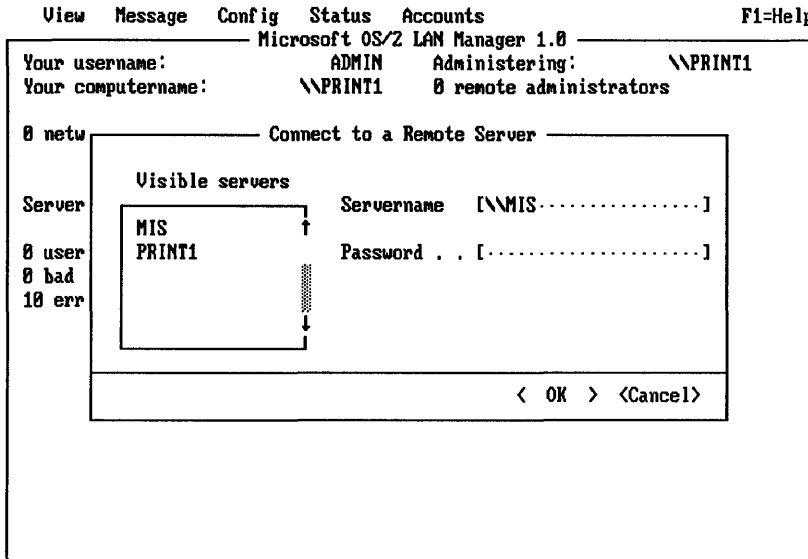 View Message Config Status Accounts F1=Help
Microsoft OS/2 LAN Manager 1.0
Your username: ADMIN Administering: \\PRINT1
Your computername: \\PRINT1 0 remote administrators
0 netw Connect to a Remote Server
Visible servers
Server Servername [\\MIS················]
MIS ↑
0 user PRINT1 Password . . [······················]
0 bad
10 err
↓
< OK > <Cancel>